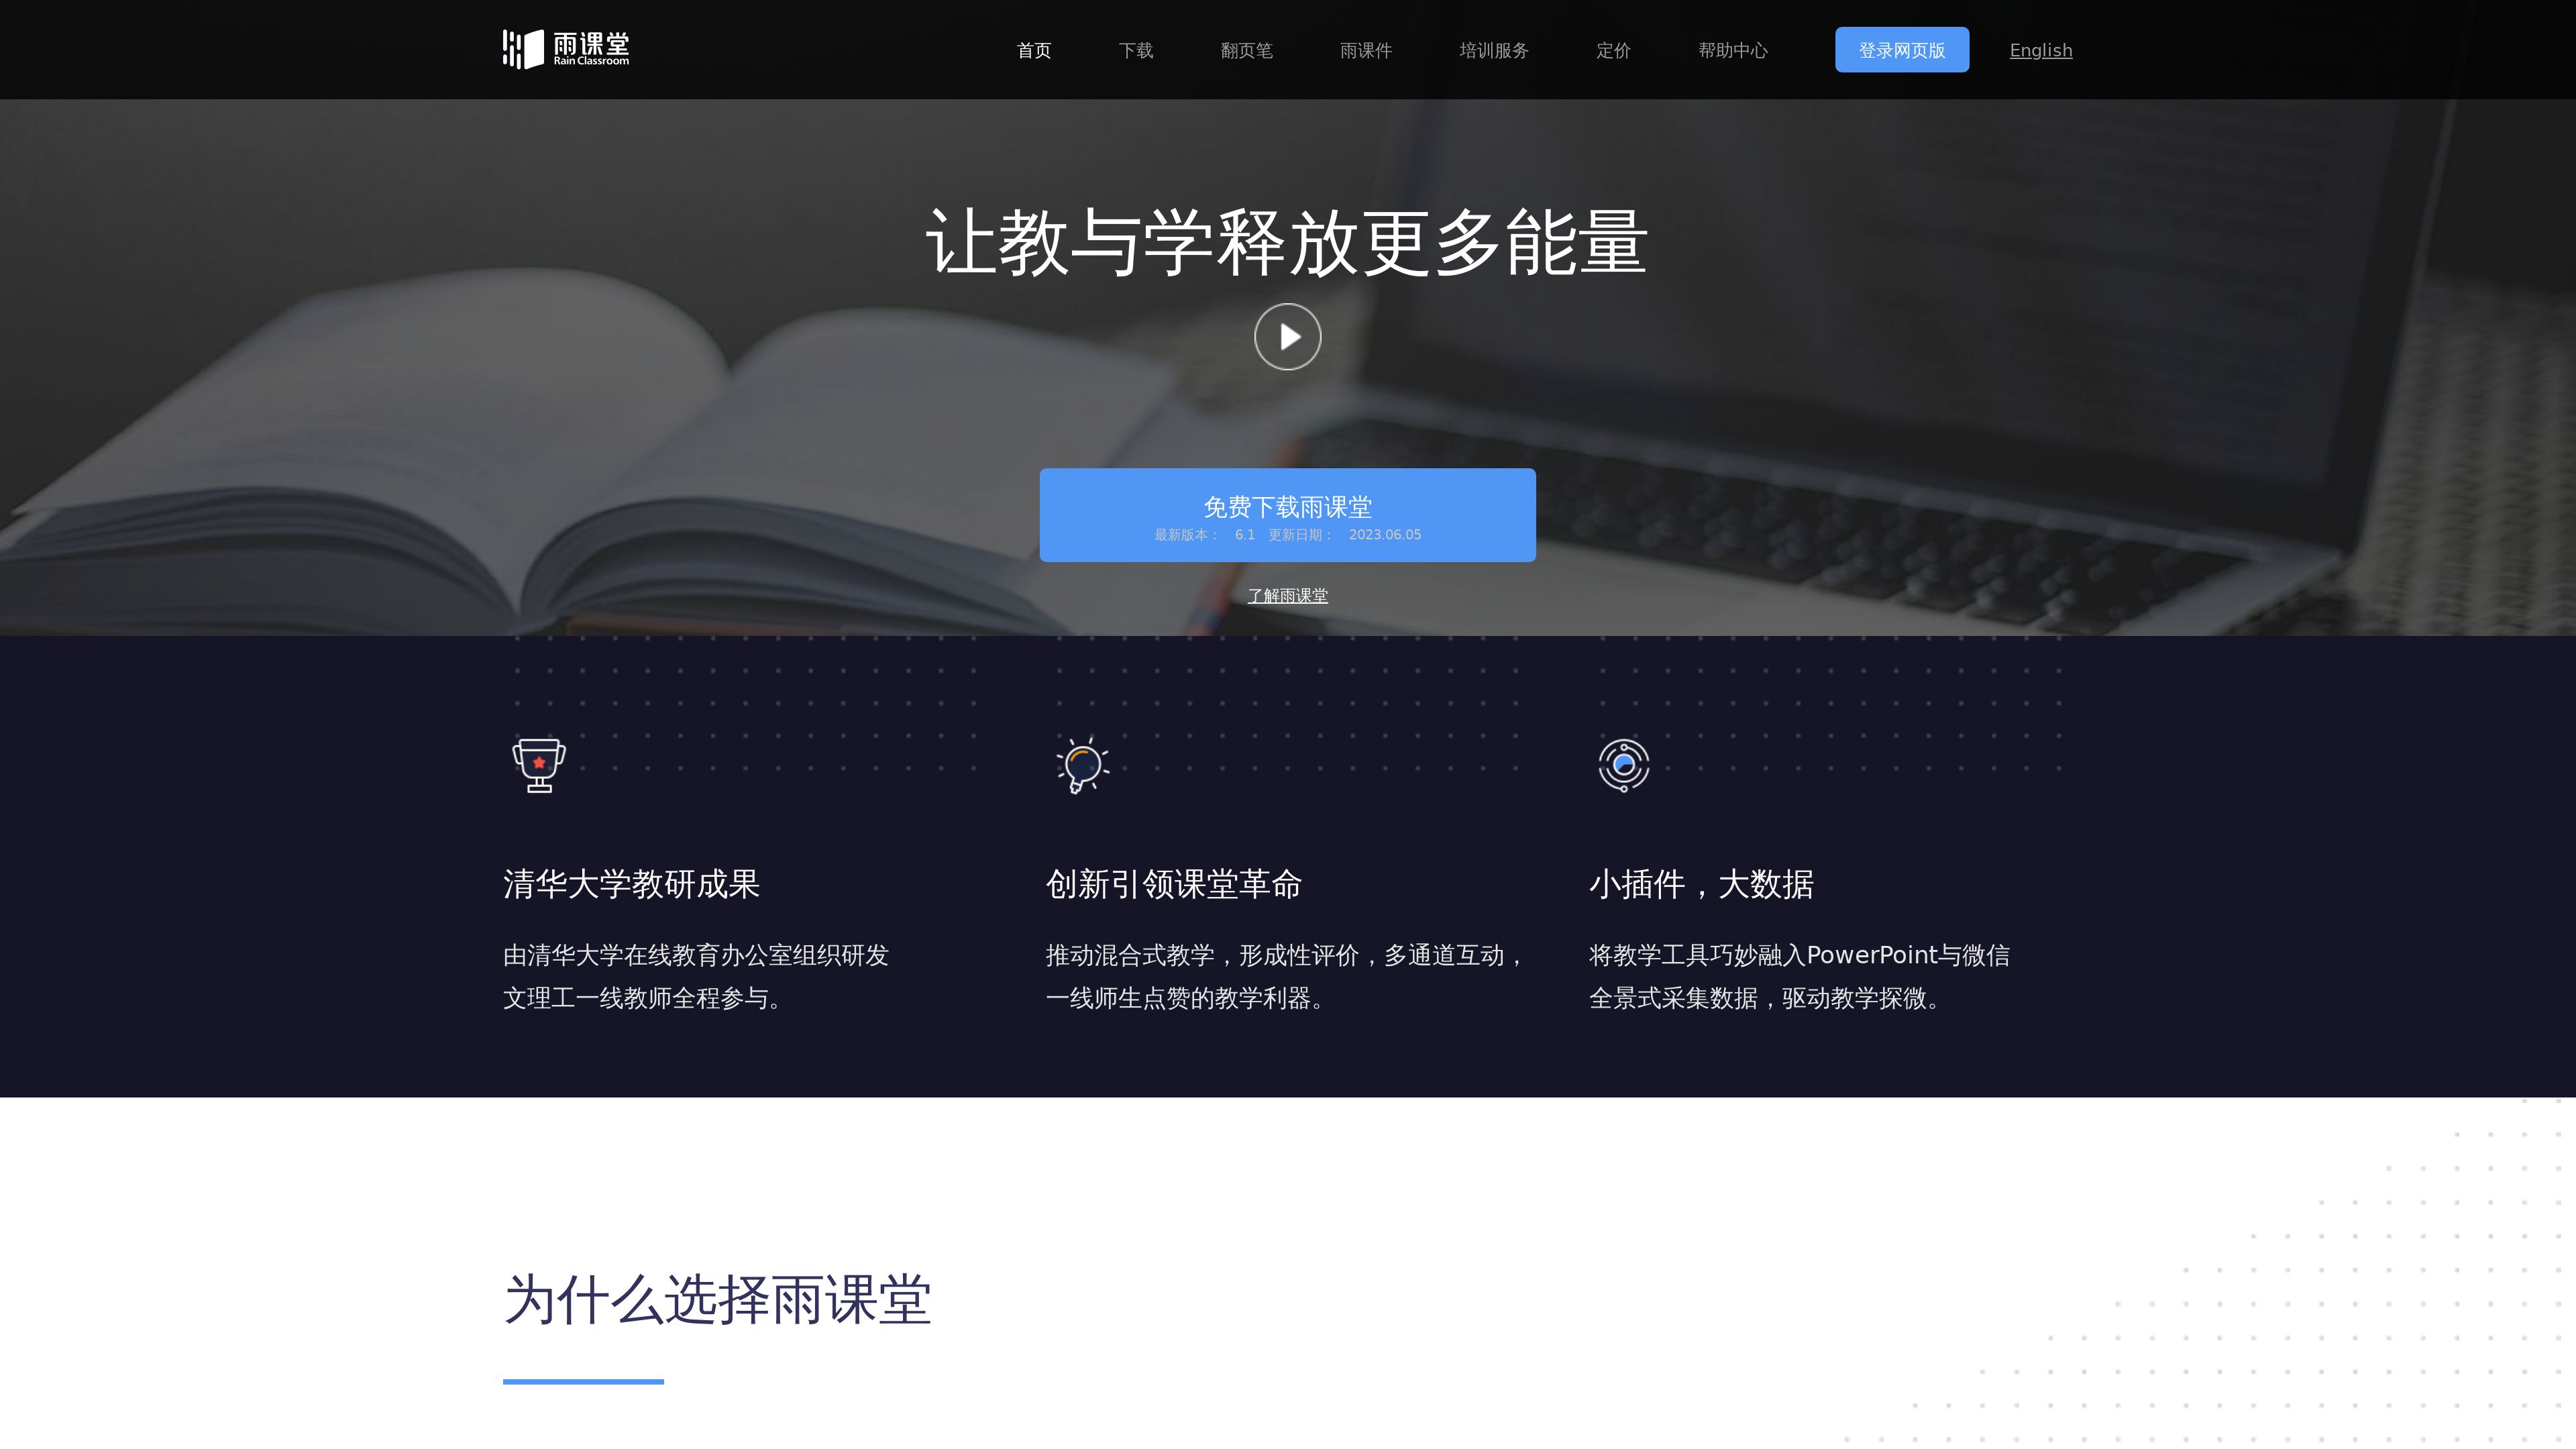 雨课堂
Rain Classroom
首页
下载
翻页笔
雨课件
培训服务
定价
帮助中心
登录网页版
English
让教与学释放更多能量
免费下载雨课堂
最新版本： 6.1 更新日期： 2023.06.05
了解雨课堂
清华大学教研成果
由清华大学在线教育办公室组织研发
文理工一线教师全程参与。
创新引领课堂革命
推动混合式教学，形成性评价，多通道互动，
一线师生点赞的教学利器。
小插件，大数据
将教学工具巧妙融入PowerPoint与微信
全景式采集数据，驱动教学探微。
为什么选择雨课堂